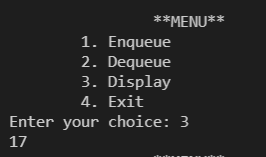 **MENU**
1. Enqueue
2. Dequeue
3. Display
4. Exit
Enter your choice: 3
17